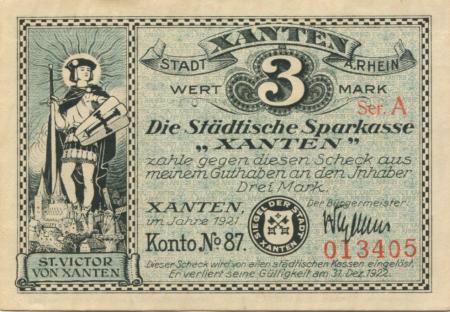 XANTEN
STADT A.RHEIN
WERT 3 MARK
Ser. A
Die Städtische Sparkasse
„XANTEN”
zahle gegen diesen Scheck aus
meinem Guthaben an den Inhaber
Drei Mark.
XANTEN,
im Jahre 1921
Der Bürgermeister:
Konto No 87.
SIEGEL DER STADT XANTEN
013405
Dieser Scheck wird von allen städtischen Kassen eingelöst.
Er verliert seine Gültigkeit am 31. Dez. 1922.
ST. VICTOR
VON XANTEN